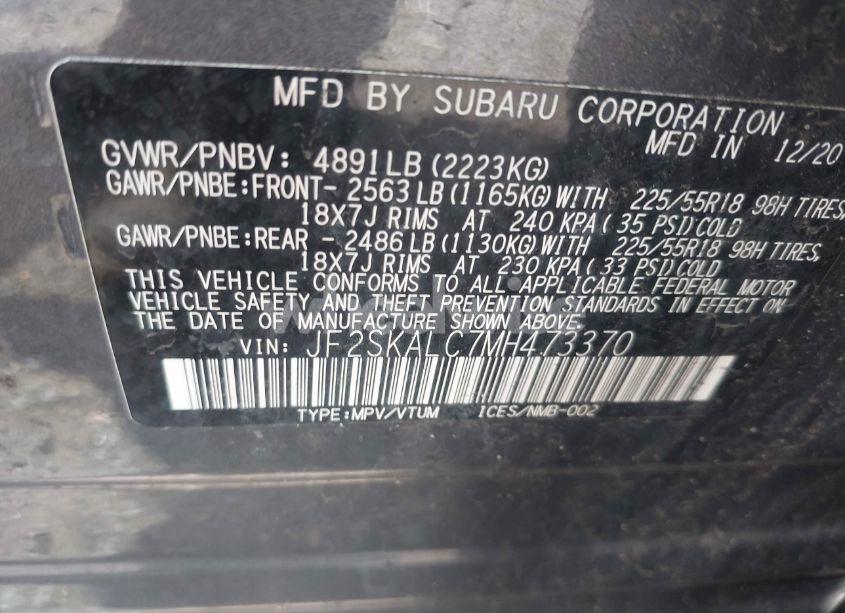 MFD BY SUBARU CORPORATION
MFD IN 12/20
GVWR/PNBV: 4891LB (2223KG)
GAWR/PNBE:FRONT- 2563 LB (1165KG) WITH 225/55R18 98H TIRES,
18X7J RIMS AT 240 KPA ( 35 PSI) COLD
GAWR/PNBE:REAR - 2486 LB (1130KG) WITH 225/55R18 98H TIRES,
18X7J RIMS AT 230 KPA ( 33 PSI) COLD
THIS VEHICLE CONFORMS TO ALL APPLICABLE FEDERAL MOTOR
VEHICLE SAFETY AND THEFT PREVENTION STANDARDS IN EFFECT ON
THE DATE OF MANUFACTURE SHOWN ABOVE.
VIN: JF2SKALC7MH473370
TYPE:MPV/VTUM ICES/NMB-002